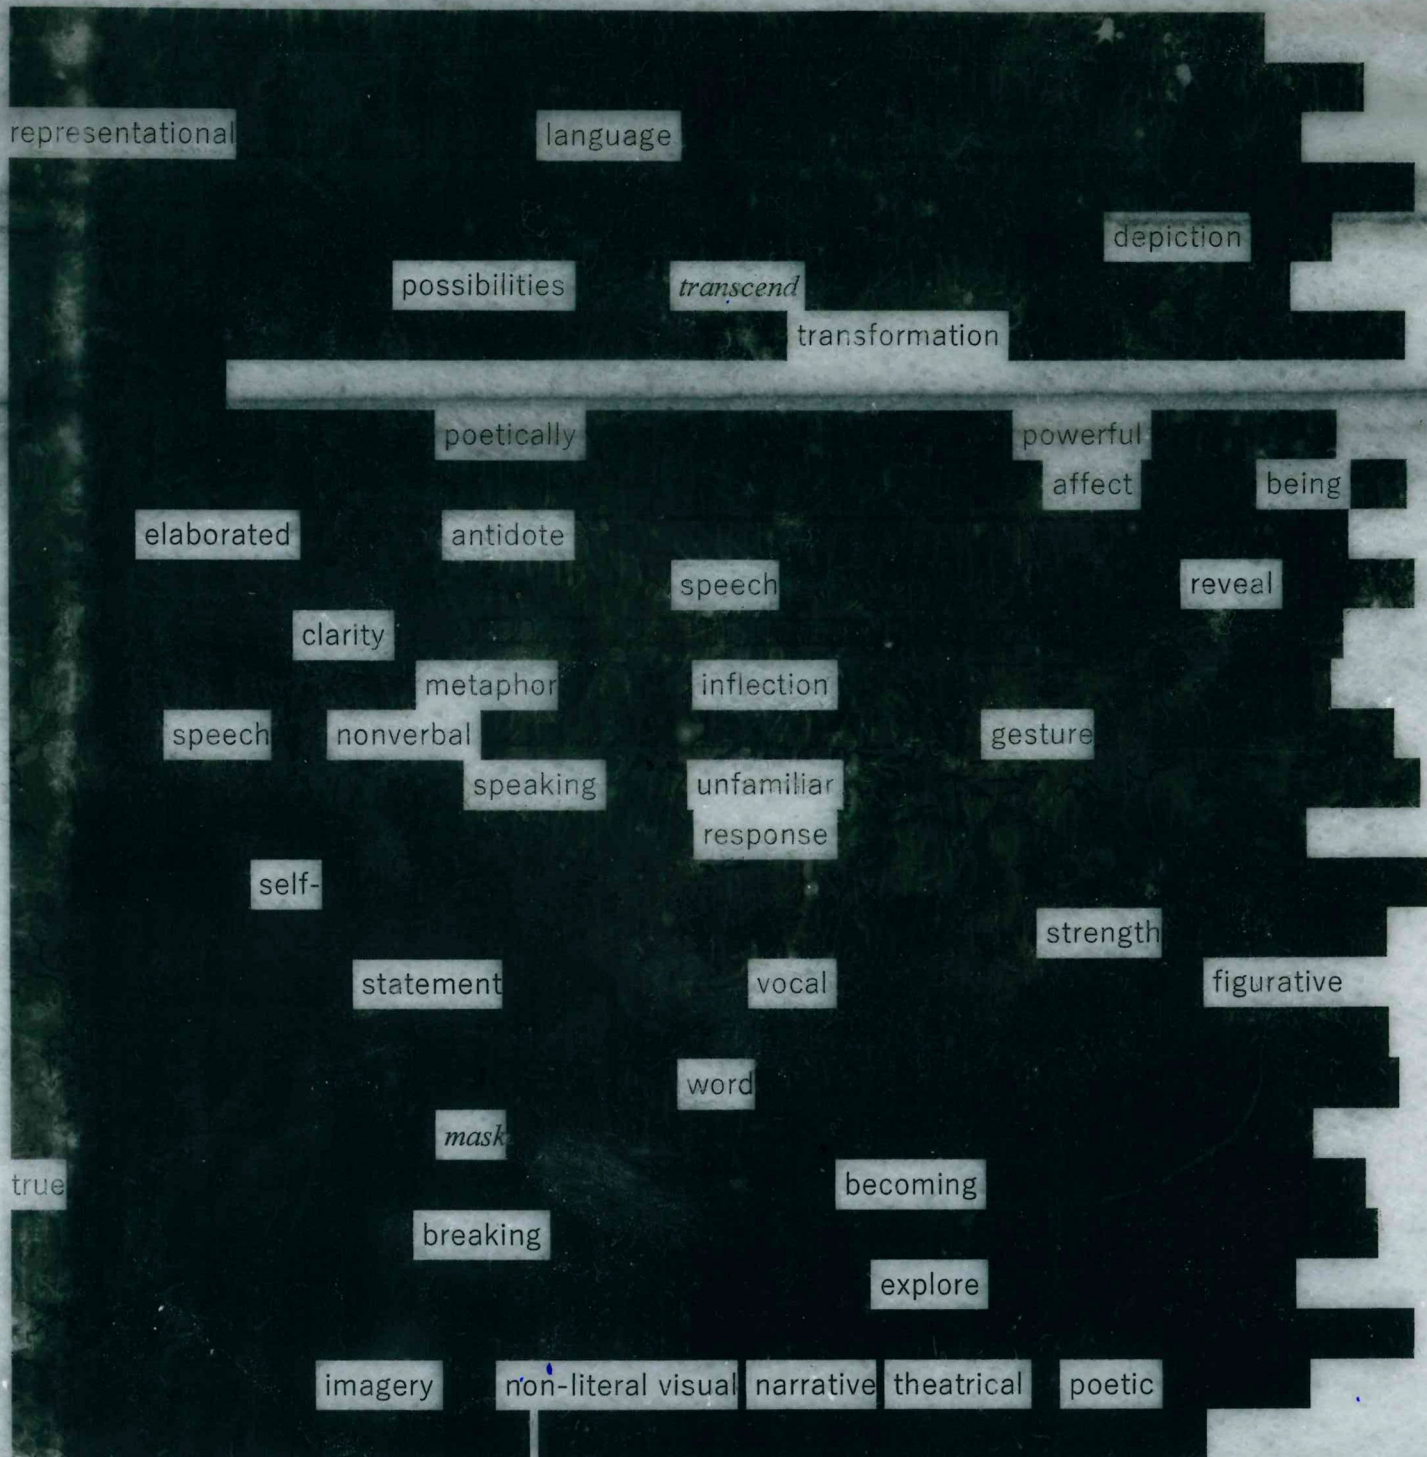 representational language
depiction
possibilities transcend
transformation
poetically powerful
affect being
elaborated antidote
speech reveal
clarity
metaphor inflection
speech nonverbal gesture
speaking unfamiliar
response
self-
strength
statement vocal figurative
word
mask
true becoming
breaking
explore
imagery non-literal visual narrative theatrical poetic